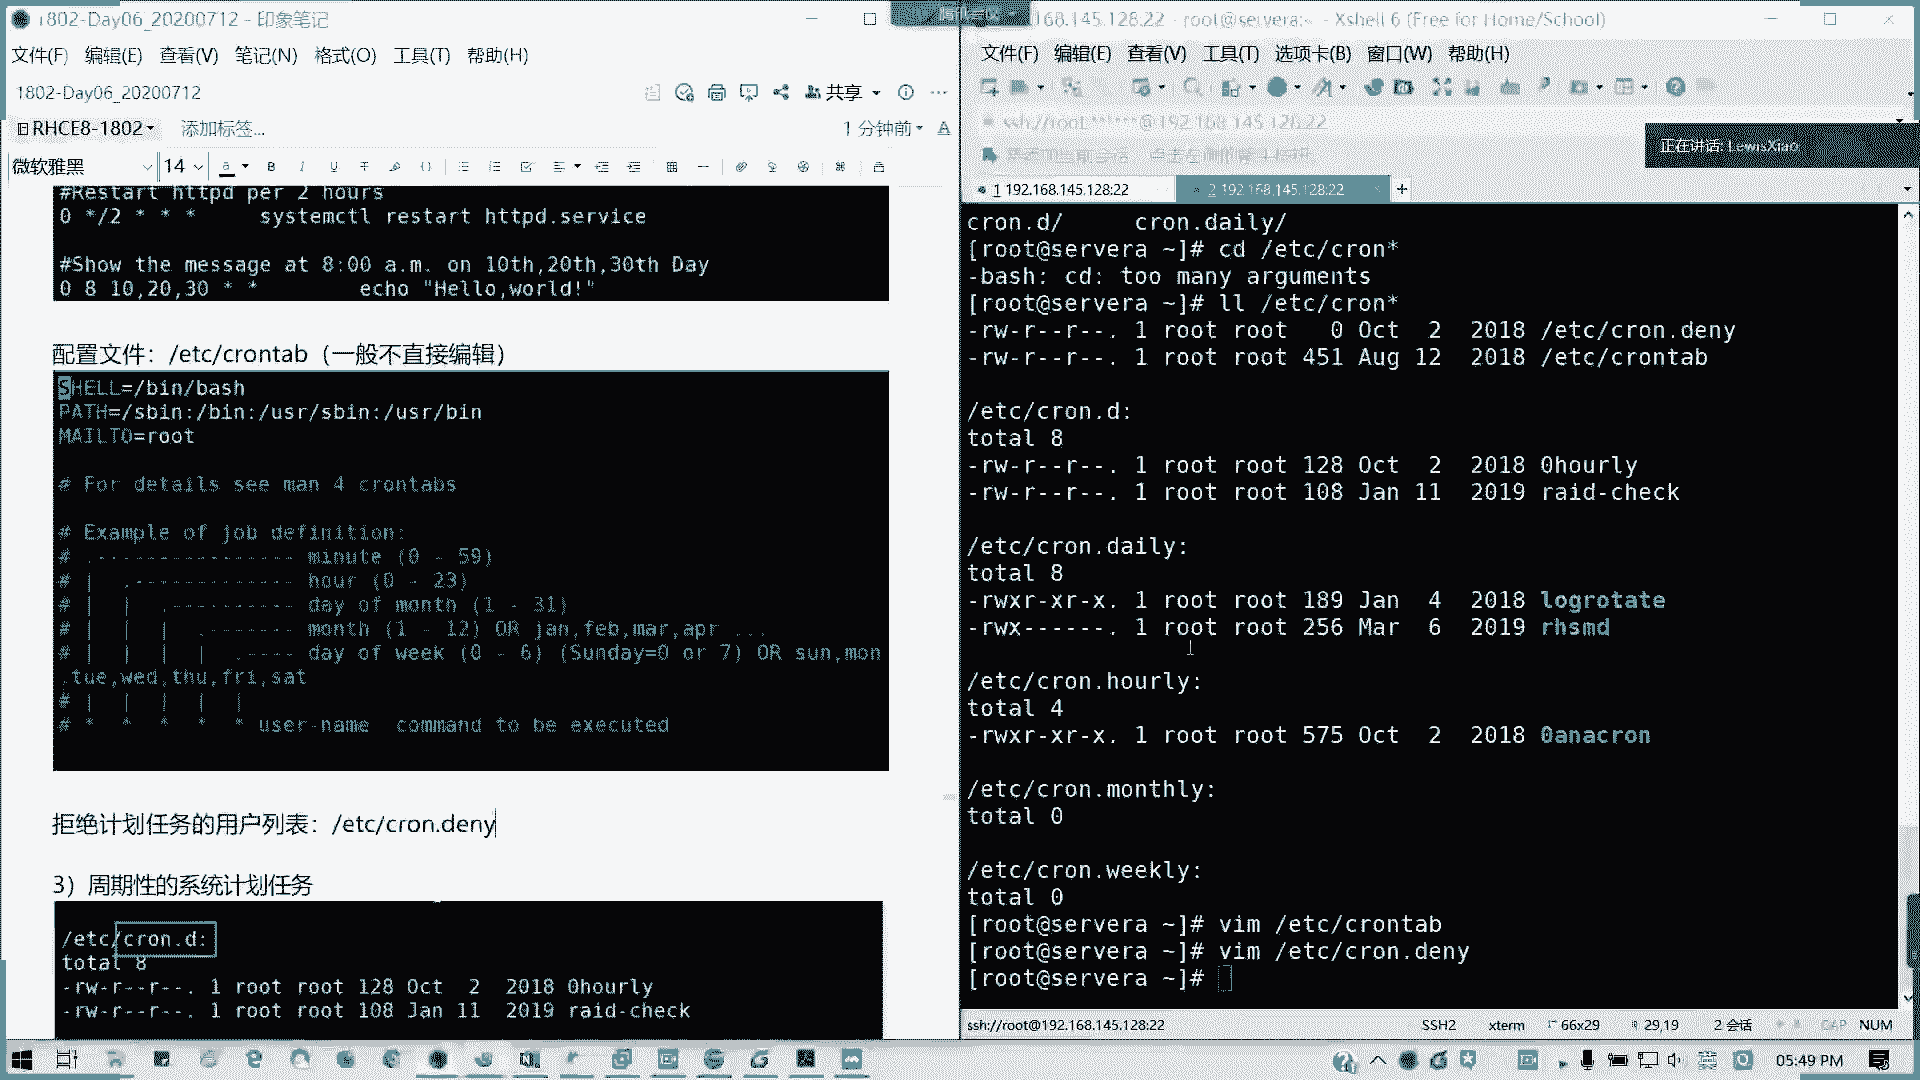 1802-Day06_20200712 - 印象笔记
文件(F) 编辑(E) 查看(V) 笔记(N) 格式(O) 工具(T) 帮助(H)
1802-Day06_20200712
共享
RHCE8-1802
添加标签...
1 分钟前
微软雅黑 14
#Restart httpd per 2 hours
0 */2 * * * systemctl restart httpd.service
#Show the message at 8:00 a.m. on 10th,20th,30th Day
0 8 10,20,30 * * echo "Hello,world!"
配置文件：/etc/crontab（一般不直接编辑）
SHELL=/bin/bash
PATH=/sbin:/bin:/usr/sbin:/usr/bin
MAILTO=root
# For details see man 4 crontabs
# Example of job definition:
# .---------------- minute (0 - 59)
# | .------------- hour (0 - 23)
# | | .---------- day of month (1 - 31)
# | | | .------- month (1 - 12) OR jan,feb,mar,apr ...
# | | | | .---- day of week (0 - 6) (Sunday=0 or 7) OR sun,mon
,tue,wed,thu,fri,sat
# | | | | |
# * * * * * user-name command to be executed
拒绝计划任务的用户列表：/etc/cron.deny
3）周期性的系统计划任务
/etc/cron.d:
total 8
-rw-r--r--. 1 root root 128 Oct 2 2018 0hourly
-rw-r--r--. 1 root root 108 Jan 11 2019 raid-check
168.145.128:22 - root@servera:~ - Xshell 6 (Free for Home/School)
文件(F) 编辑(E) 查看(V) 工具(T) 选项卡(B) 窗口(W) 帮助(H)
ssh://root:******@192.168.145.128:22
正在讲话: LewisXiao
1 192.168.145.128:22
2 192.168.145.128:22
cron.d/ cron.daily/
[root@servera ~]# cd /etc/cron*
-bash: cd: too many arguments
[root@servera ~]# ll /etc/cron*
-rw-r--r--. 1 root root 0 Oct 2 2018 /etc/cron.deny
-rw-r--r--. 1 root root 451 Aug 12 2018 /etc/crontab
/etc/cron.d:
total 8
-rw-r--r--. 1 root root 128 Oct 2 2018 0hourly
-rw-r--r--. 1 root root 108 Jan 11 2019 raid-check
/etc/cron.daily:
total 8
-rwxr-xr-x. 1 root root 189 Jan 4 2018 logrotate
-rwx------. 1 root root 256 Mar 6 2019 rhsmd
/etc/cron.hourly:
total 4
-rwxr-xr-x. 1 root root 575 Oct 2 2018 0anacron
/etc/cron.monthly:
total 0
/etc/cron.weekly:
total 0
[root@servera ~]# vim /etc/crontab
[root@servera ~]# vim /etc/cron.deny
[root@servera ~]#
ssh://root@192.168.145.128:22
SSH2 xterm 66x29 29,19 2 会话 CAP NUM
05:49 PM